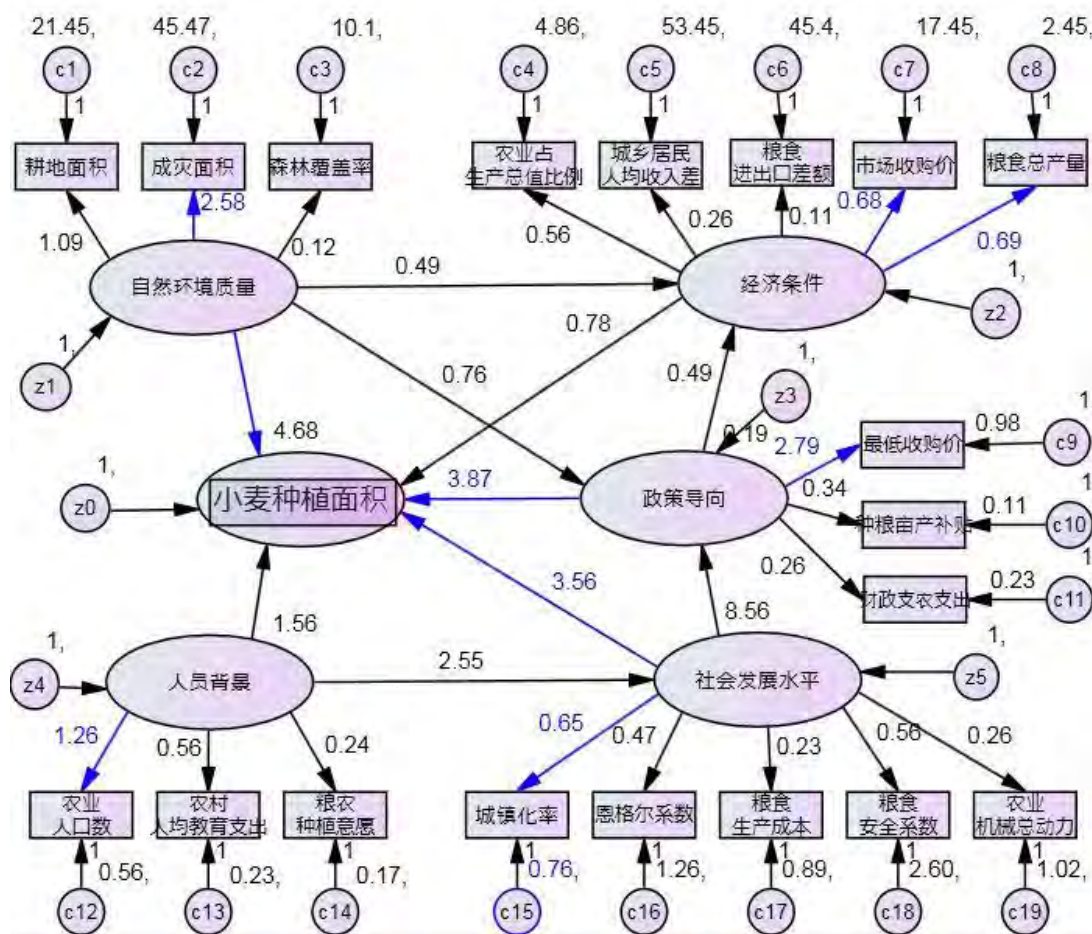 21.45,
45.47,
10.1,
4.86,
53.45,
45.4,
17.45,
2.45,
c1
c2
c3
c4
c5
c6
c7
c8
1
1
1
1
1
1
1
1
耕地面积
成灾面积
森林覆盖率
农业占
生产总值比例
城乡居民
人均收入差
粮食
进出口差额
市场收购价
粮食总产量
1.09
2.58
0.12
0.56
0.26
0.11
0.68
0.69
自然环境质量
0.49
经济条件
1,
z1
1,
z2
0.78
0.76
0.49
1,
z3
0.19
4.68
1,
z0
小麦种植面积
3.87
政策导向
2.79
最低收购价
0.98
1
c9
0.34
种根亩产补贴
0.11
1
c10
0.26
财政支农支出
0.23
1
c11
3.56
8.56
1.56
1,
z4
人员背景
2.55
社会发展水平
1,
z5
1.26
0.56
0.24
0.65
0.47
0.23
0.56
0.26
农业
人口数
农村
人均教育支出
粮农
种植意愿
城镇化率
恩格尔系数
粮食
生产成本
粮食
安全系数
农业
机械总动力
1
0.56,
1
0.23,
1
0.17,
1
0.76,
1
1.26,
1
0.89,
1
2.60,
1
1.02,
c12
c13
c14
c15
c16
c17
c18
c19